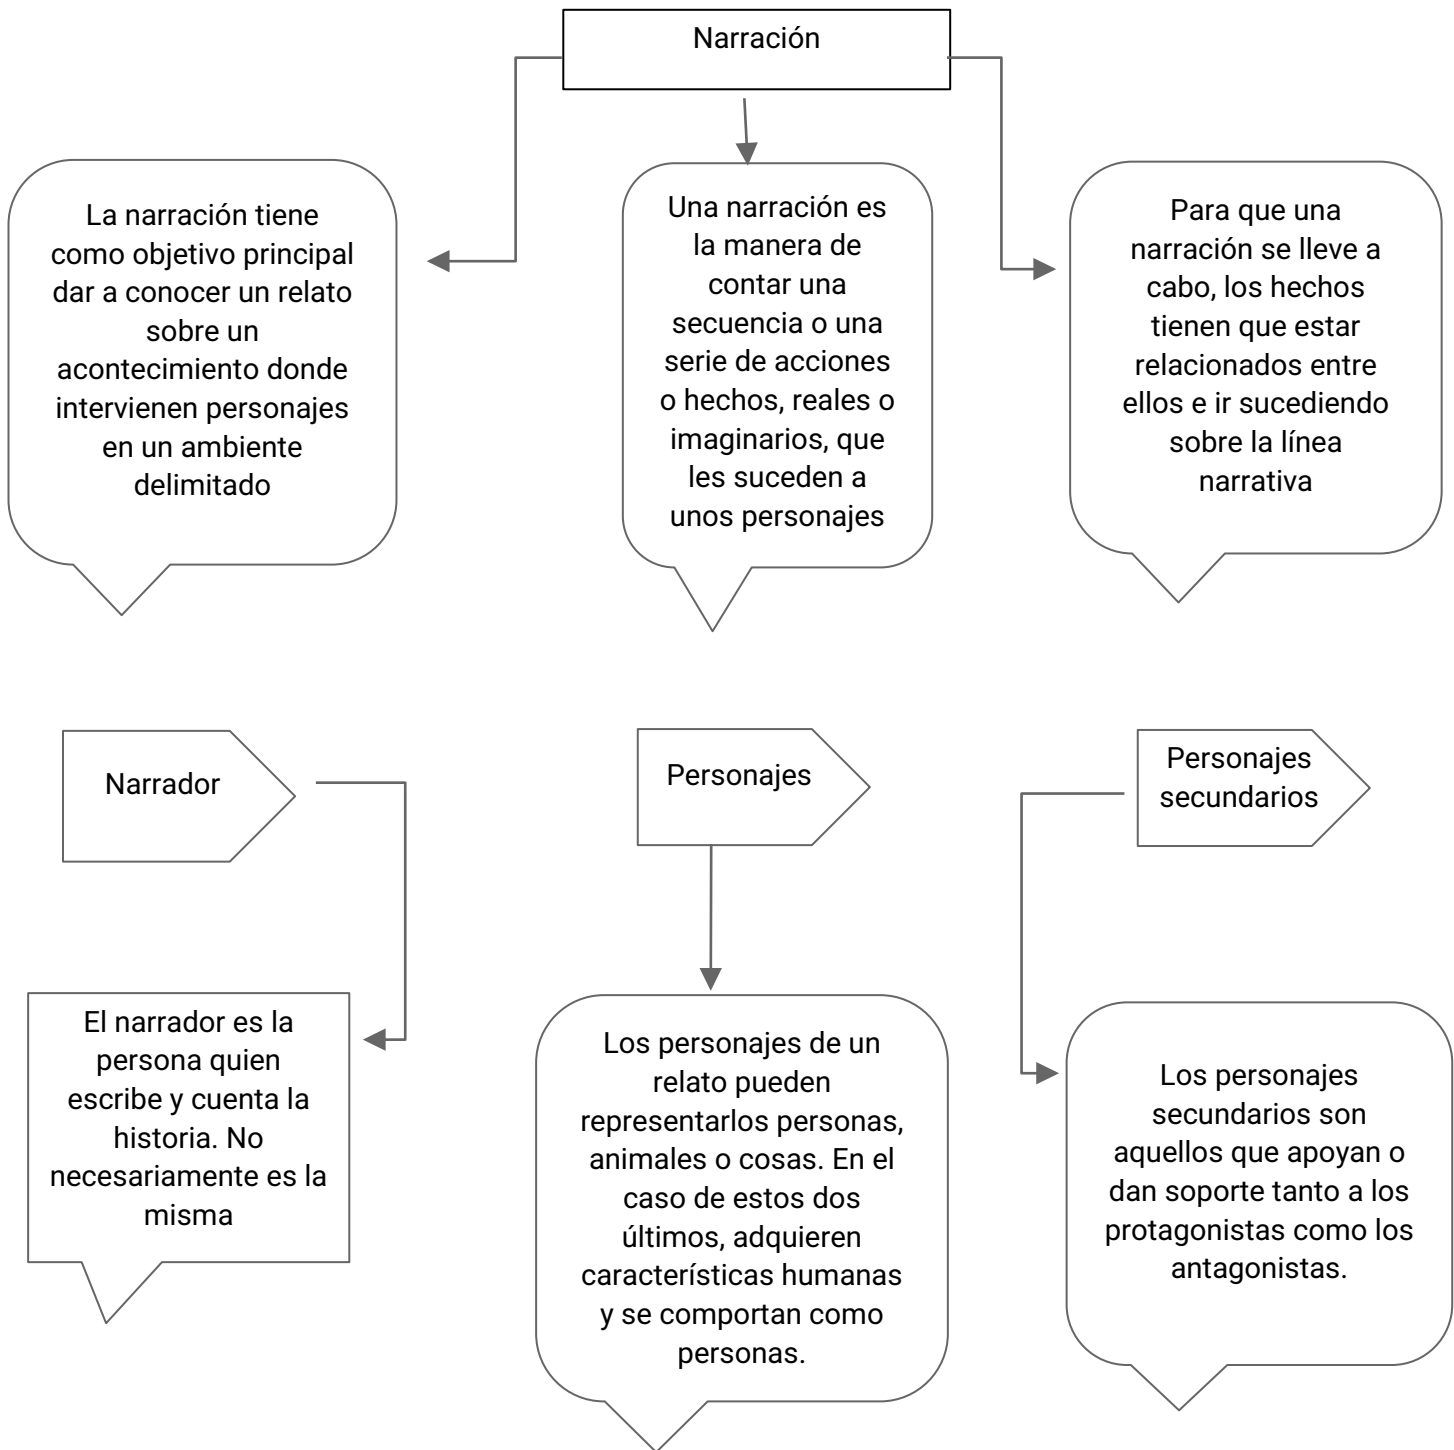 Narración
La narración tiene
como objetivo principal
dar a conocer un relato
sobre un
acontecimiento donde
intervienen personajes
en un ambiente
delimitado
Una narración es
la manera de
contar una
secuencia o una
serie de acciones
o hechos, reales o
imaginarios, que
les suceden a
unos personajes
Para que una
narración se lleve a
cabo, los hechos
tienen que estar
relacionados entre
ellos e ir sucediendo
sobre la línea
narrativa
Narrador
Personajes
Personajes
secundarios
El narrador es la
persona quien
escribe y cuenta la
historia. No
necesariamente es la
misma
Los personajes de un
relato pueden
representarlos personas,
animales o cosas. En el
caso de estos dos
últimos, adquieren
características humanas
y se comportan como
personas.
Los personajes
secundarios son
aquellos que apoyan o
dan soporte tanto a los
protagonistas como los
antagonistas.